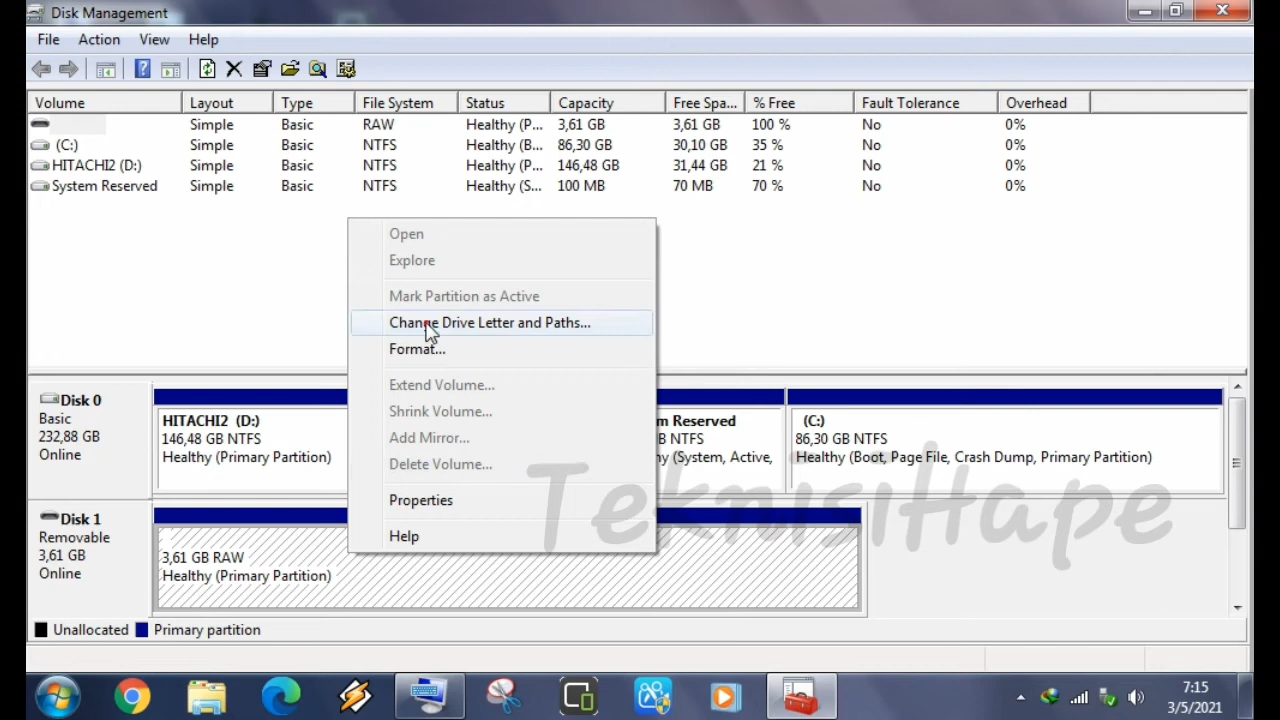 Disk Management
File Action View Help
Volume Layout Type File System Status Capacity Free Spa... % Free Fault Tolerance Overhead
Simple Basic RAW Healthy (P... 3,61 GB 3,61 GB 100 % No 0%
(C:) Simple Basic NTFS Healthy (B... 86,30 GB 30,10 GB 35 % No 0%
HITACHI2 (D:) Simple Basic NTFS Healthy (P... 146,48 GB 31,44 GB 21 % No 0%
System Reserved Simple Basic NTFS Healthy (S... 100 MB 70 MB 70 % No 0%
Open
Explore
Mark Partition as Active
Change Drive Letter and Paths...
Format...
Extend Volume...
Shrink Volume...
Add Mirror...
Delete Volume...
Properties
Help
Disk 0
Basic
232,88 GB
Online
HITACHI2 (D:)
146,48 GB NTFS
Healthy (Primary Partition)
m Reserved
B NTFS
hy (System, Active,
(C:)
86,30 GB NTFS
Healthy (Boot, Page File, Crash Dump, Primary Partition)
Disk 1
Removable
3,61 GB
Online
3,61 GB RAW
Healthy (Primary Partition)
TeknisiHape
Unallocated Primary partition
7:15
3/5/2021